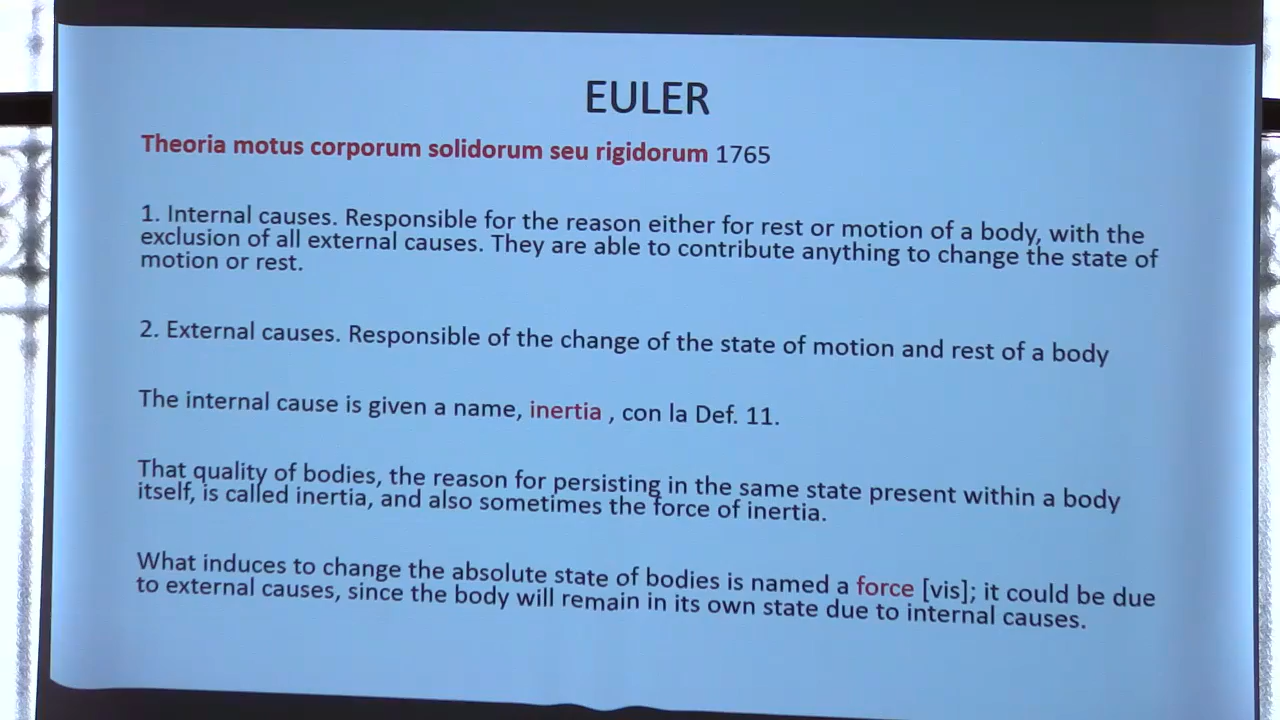 EULER
Theoria motus corporum solidorum seu rigidorum 1765
1. Internal causes. Responsible for the reason either for rest or motion of a body, with the
exclusion of all external causes. They are able to contribute anything to change the state of
motion or rest.
2. External causes. Responsible of the change of the state of motion and rest of a body
The internal cause is given a name, inertia , con la Def. 11.
That quality of bodies, the reason for persisting in the same state present within a body
itself, is called inertia, and also sometimes the force of inertia.
What induces to change the absolute state of bodies is named a force [vis]; it could be due
to external causes, since the body will remain in its own state due to internal causes.